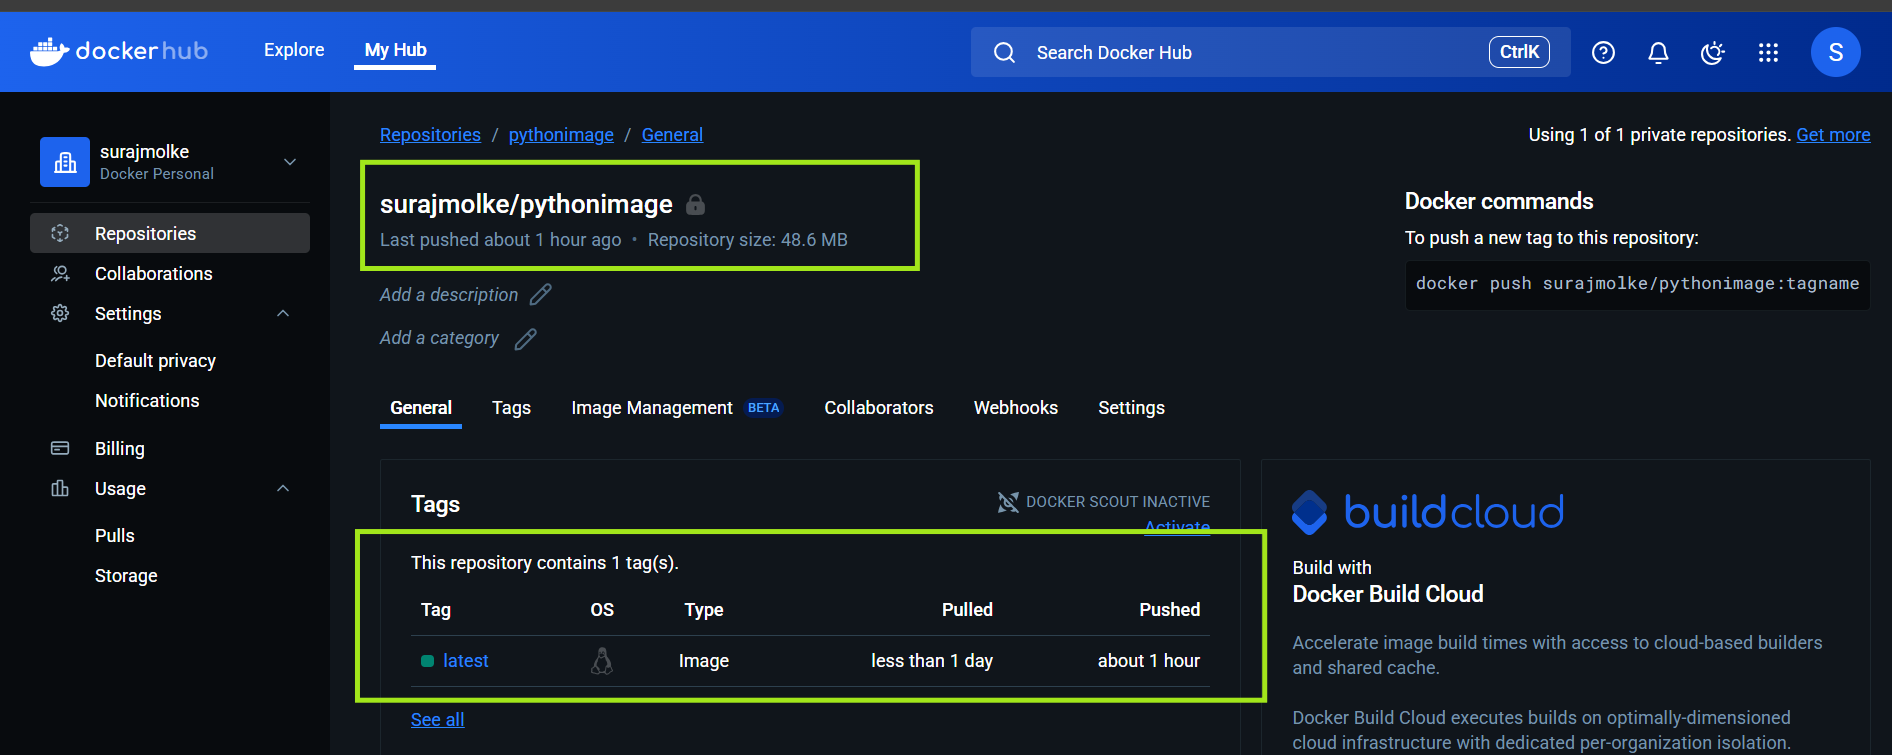 dockerhub
Explore
My Hub
Search Docker Hub
CtrlK
S
surajmolke
Docker Personal
Repositories
Collaborations
Settings
Default privacy
Notifications
Billing
Usage
Pulls
Storage
Repositories / pythonimage / General
Using 1 of 1 private repositories. Get more
surajmolke/pythonimage
Last pushed about 1 hour ago • Repository size: 48.6 MB
Add a description
Add a category
Docker commands
To push a new tag to this repository:
docker push surajmolke/pythonimage:tagname
General Tags Image Management BETA Collaborators Webhooks Settings
Tags
DOCKER SCOUT INACTIVE
Activate
This repository contains 1 tag(s).
Tag OS Type Pulled Pushed
latest Image less than 1 day about 1 hour
See all
buildcloud
Build with
Docker Build Cloud
Accelerate image build times with access to cloud-based builders
and shared cache.
Docker Build Cloud executes builds on optimally-dimensioned
cloud infrastructure with dedicated per-organization isolation.